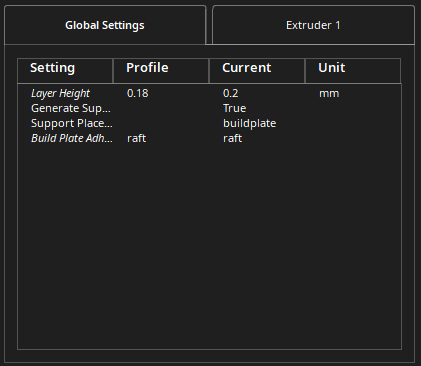 Global Settings Extruder 1
Setting Profile Current Unit
Layer Height 0.18 0.2 mm
Generate Sup... True
Support Place... buildplate
Build Plate Adh... raft raft